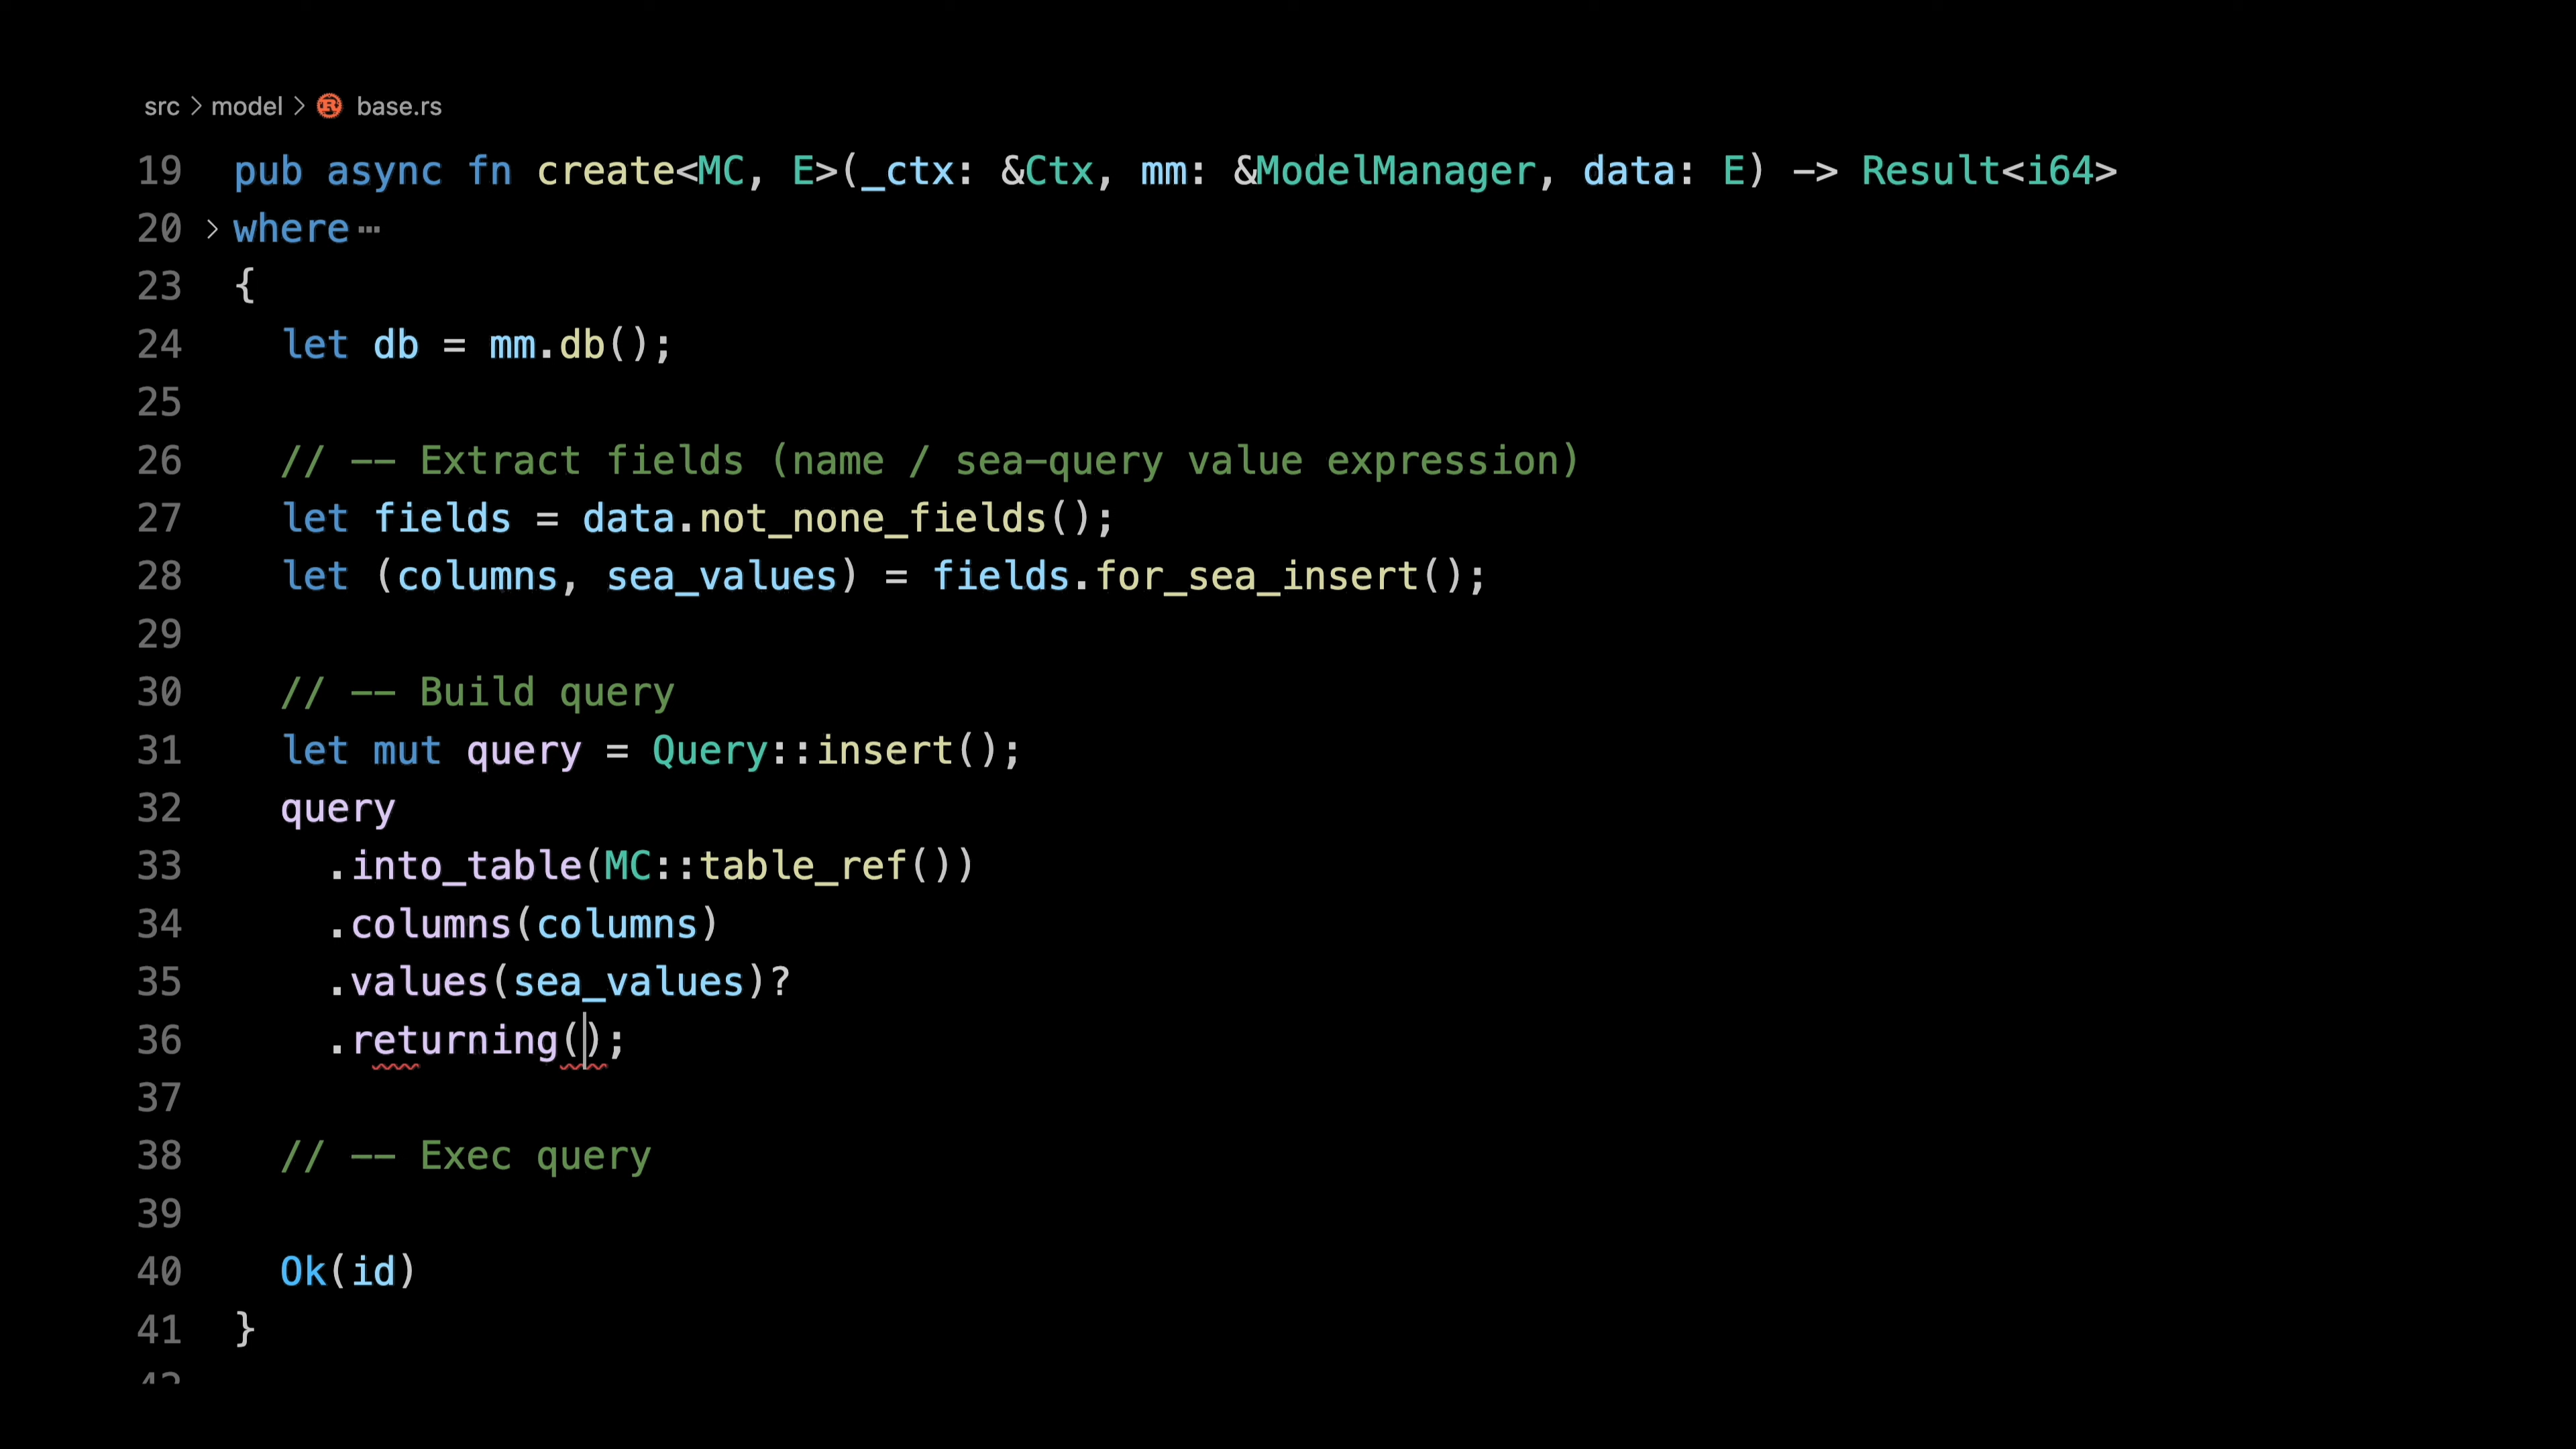 src > model > base.rs
19 pub async fn create<MC, E>(_ctx: &Ctx, mm: &ModelManager, data: E) -> Result<i64>
20 > where ⋯
23 {
24 let db = mm.db();
25
26 // -- Extract fields (name / sea-query value expression)
27 let fields = data.not_none_fields();
28 let (columns, sea_values) = fields.for_sea_insert();
29
30 // -- Build query
31 let mut query = Query::insert();
32 query
33 .into_table(MC::table_ref())
34 .columns(columns)
35 .values(sea_values)?
36 .returning();
37
38 // -- Exec query
39
40 Ok(id)
41 }